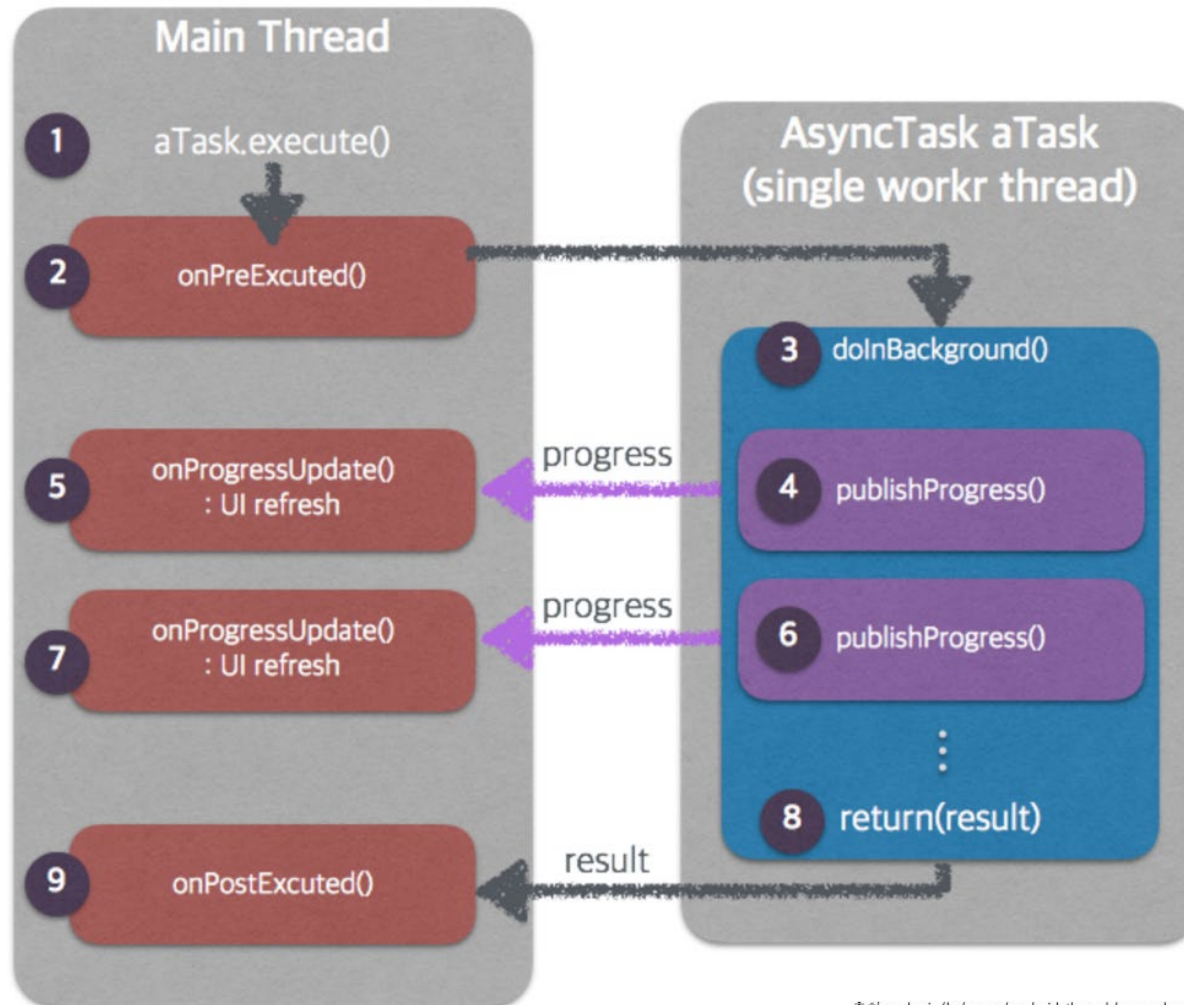 Main Thread
1
aTask.execute()
2
onPreExcuted()
AsyncTask aTask
(single workr thread)
3
doInBackground()
progress
4
publishProgress()
5
onProgressUpdate()
: UI refresh
progress
6
publishProgress()
7
onProgressUpdate()
: UI refresh
8
return(result)
result
9
onPostExcuted()